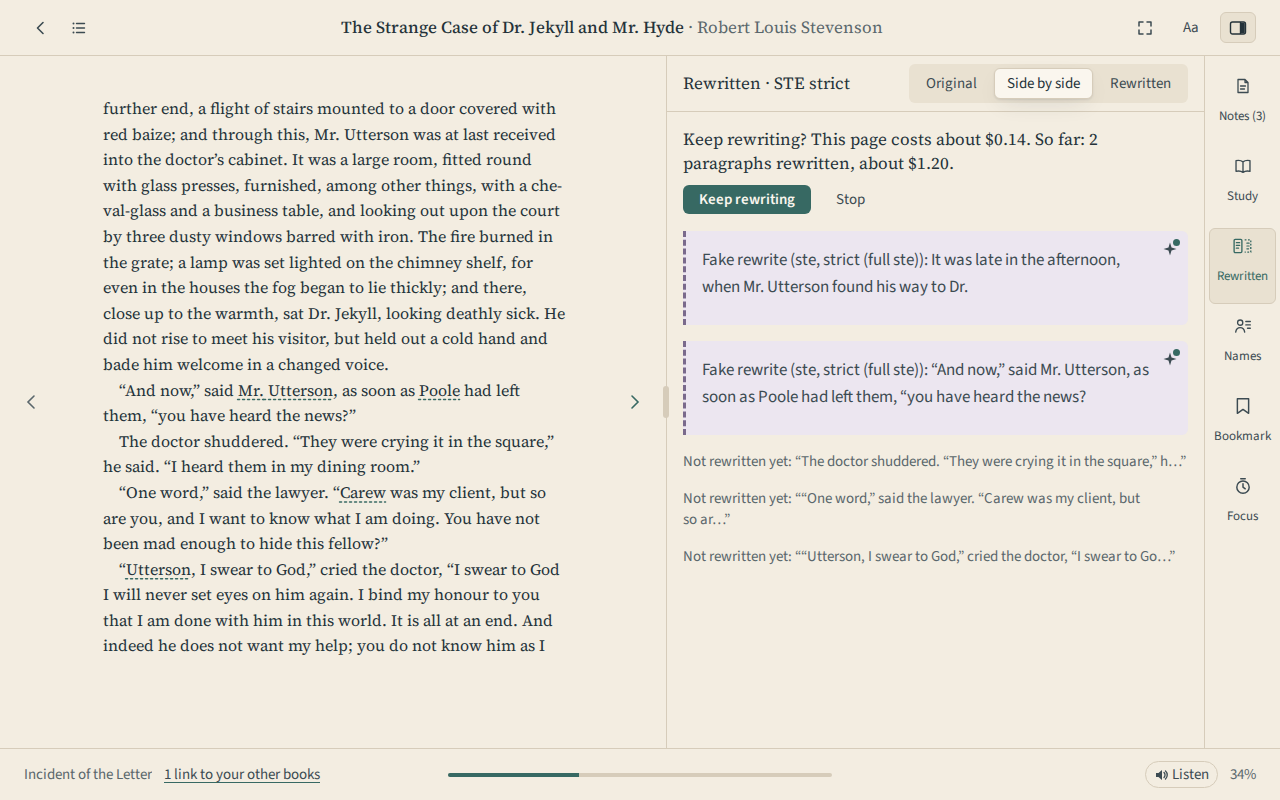 The Strange Case of Dr. Jekyll and Mr. Hyde · Robert Louis Stevenson
Aa
further end, a flight of stairs mounted to a door covered with
red baize; and through this, Mr. Utterson was at last received
into the doctor’s cabinet. It was a large room, fitted round
with glass presses, furnished, among other things, with a che-
val-glass and a business table, and looking out upon the court
by three dusty windows barred with iron. The fire burned in
the grate; a lamp was set lighted on the chimney shelf, for
even in the houses the fog began to lie thickly; and there,
close up to the warmth, sat Dr. Jekyll, looking deathly sick. He
did not rise to meet his visitor, but held out a cold hand and
bade him welcome in a changed voice.
“And now,” said Mr. Utterson, as soon as Poole had left
them, “you have heard the news?”
The doctor shuddered. “They were crying it in the square,”
he said. “I heard them in my dining room.”
“One word,” said the lawyer. “Carew was my client, but so
are you, and I want to know what I am doing. You have not
been mad enough to hide this fellow?”
“Utterson, I swear to God,” cried the doctor, “I swear to God
I will never set eyes on him again. I bind my honour to you
that I am done with him in this world. It is all at an end. And
indeed he does not want my help; you do not know him as I
Rewritten · STE strict
Original
Side by side
Rewritten
Keep rewriting? This page costs about $0.14. So far: 2
paragraphs rewritten, about $1.20.
Keep rewriting
Stop
Fake rewrite (ste, strict (full ste)): It was late in the afternoon,
when Mr. Utterson found his way to Dr.
Fake rewrite (ste, strict (full ste)): “And now,” said Mr. Utterson, as
soon as Poole had left them, “you have heard the news?
Not rewritten yet: “The doctor shuddered. “They were crying it in the square,” h…”
Not rewritten yet: ““One word,” said the lawyer. “Carew was my client, but
so ar…”
Not rewritten yet: ““Utterson, I swear to God,” cried the doctor, “I swear to Go…”
Notes (3)
Study
Rewritten
Names
Bookmark
Focus
Incident of the Letter
1 link to your other books
Listen
34%